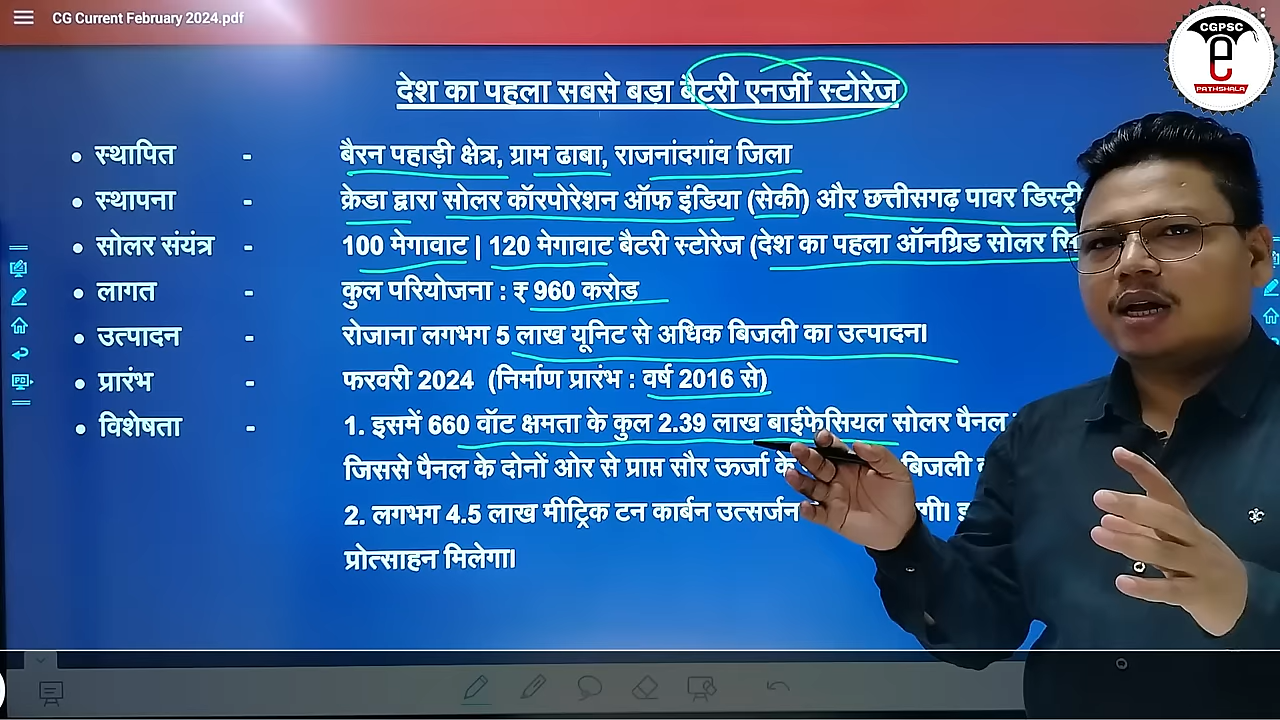 CG Current February 2024.pdf
CGPSC
e
PATHSHALA
देश का पहला सबसे बडा बैटरी एनर्जी स्टोरेज
• स्थापित - बैरन पहाड़ी क्षेत्र, ग्राम ढाबा, राजनांदगांव जिला
• स्थापना - क्रेडा द्वारा सोलर कॉरपोरेशन ऑफ इंडिया (सेकी) और छत्तीसगढ़ पावर डिस्ट्री
• सोलर संयंत्र - 100 मेगावाट | 120 मेगावाट बैटरी स्टोरेज (देश का पहला ऑनग्रिड सोलर
• लागत - कुल परियोजना : ₹ 960 करोड़
• उत्पादन - रोजाना लगभग 5 लाख यूनिट से अधिक बिजली का उत्पादन।
• प्रारंभ - फरवरी 2024 (निर्माण प्रारंभ : वर्ष 2016 से)
• विशेषता - 1. इसमें 660 वॉट क्षमता के कुल 2.39 लाख बाईफेसियल सोलर पैनल
जिससे पैनल के दोनों ओर से प्राप्त सौर ऊर्जा के बिजली
2. लगभग 4.5 लाख मीट्रिक टन कार्बन उत्सर्जन
प्रोत्साहन मिलेगा।